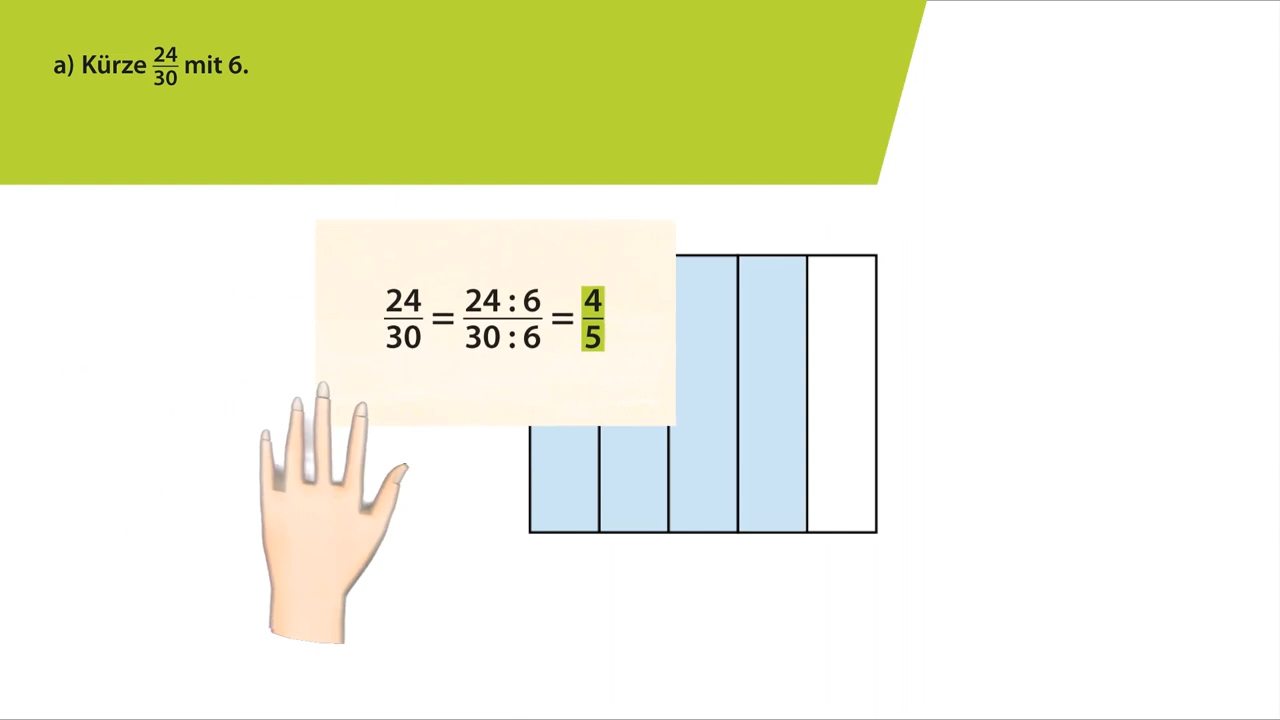 a) Kürze 24/30 mit 6.
24/30 = 24 : 6/30 : 6 = 4/5